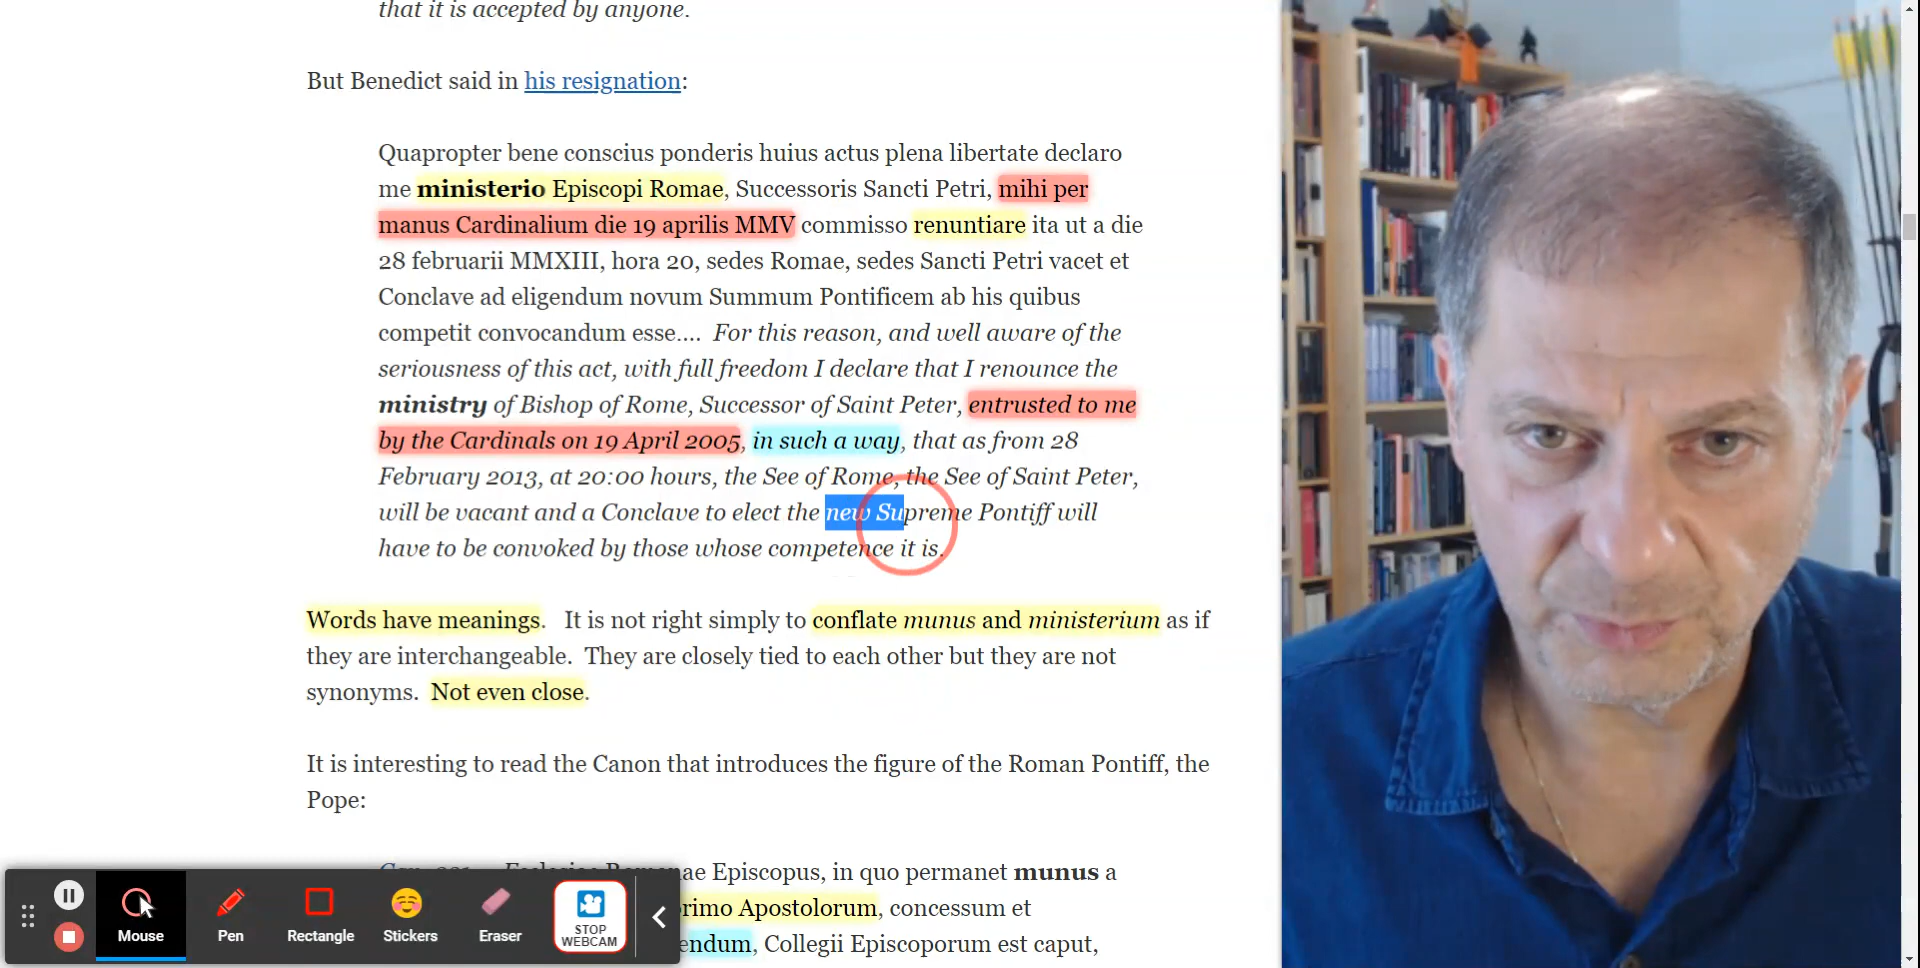 that it is accepted by anyone.
But Benedict said in his resignation:
Quapropter bene conscius ponderis huius actus plena libertate declaro
me ministerio Episcopi Romae, Successoris Sancti Petri, mihi per
manus Cardinalium die 19 aprilis MMV commisso renuntiare ita ut a die
28 februarii MMXIII, hora 20, sedes Romae, sedes Sancti Petri vacet et
Conclave ad eligendum novum Summum Pontificem ab his quibus
competit convocandum esse.... For this reason, and well aware of the
seriousness of this act, with full freedom I declare that I renounce the
ministry of Bishop of Rome, Successor of Saint Peter, entrusted to me
by the Cardinals on 19 April 2005, in such a way, that as from 28
February 2013, at 20:00 hours, the See of Rome, the See of Saint Peter,
will be vacant and a Conclave to elect the new Supreme Pontiff will
have to be convoked by those whose competence it is.
Words have meanings. It is not right simply to conflate munus and ministerium as if
they are interchangeable. They are closely tied to each other but they are not
synonyms. Not even close.
It is interesting to read the Canon that introduces the figure of the Roman Pontiff, the
Pope:
Episcopus, in quo permanet munus a
rimo Apostolorum, concessum et
endum, Collegii Episcoporum est caput,
Mouse
Pen
Rectangle
Stickers
Eraser
STOP
WEBCAM